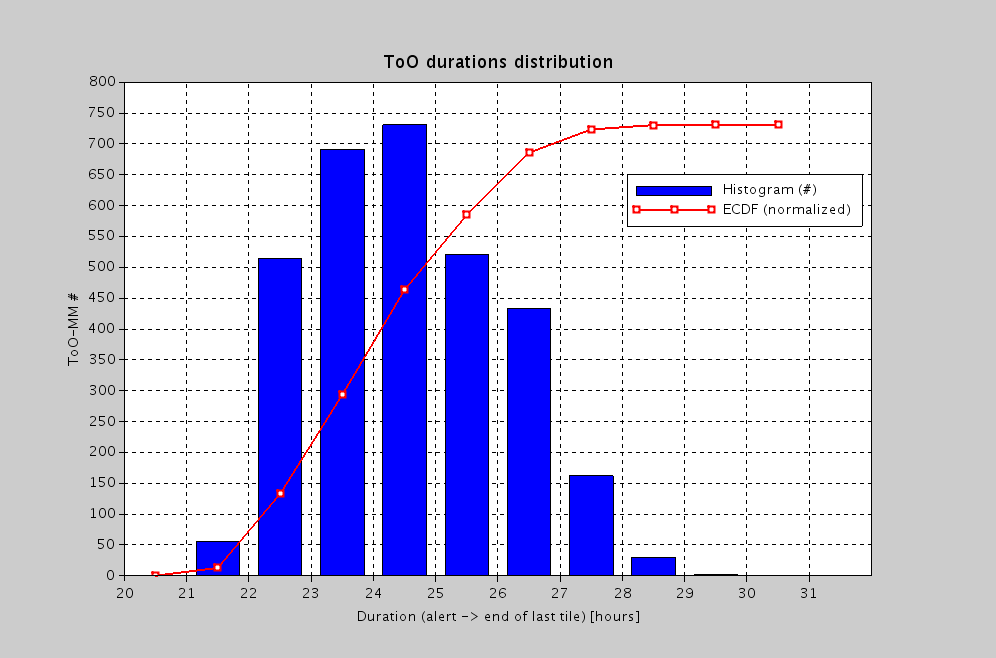 ToO durations distribution
800
750
700
650
600
550
500
450
400
350
300
250
200
150
100
50
0
ToO-MM #
Histogram (#)
ECDF (normalized)
20 21 22 23 24 25 26 27 28 29 30 31
Duration (alert -> end of last tile) [hours]